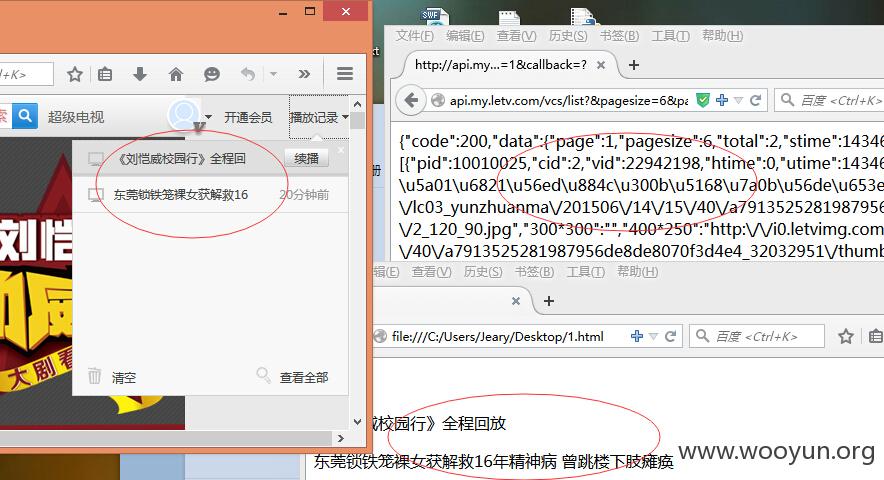 SWF
文件(F) 编辑(E) 查看(V) 历史(S) 书签(B) 工具(T) 帮助(H)
http://api.my...=1&callback=?
api.my.letv.com/vcs/list?&pagesize=6&pa
百度 <Ctrl+K>
{"code":200,"data":{"page":1,"pagesize":6,"total":2,"stime":14346
[{"pid":10010025,"cid":2,"vid":22942198,"htime":0,"utime":14346
\u5a01\u6821\u56ed\u884c\u300b\u5168\u7a0b\u56de\u653e
\/lc03_yunzhuanma\/201506\/14\/15\/40\/a7913525281987956
\/2_120_90.jpg","300*300":"","400*250":"http:\/\/i0.letvimg.com
\/40\/a7913525281987956de8de8070f3d4e4_32032951\/thumb
l+K>
超级电视
开通会员
播放记录
《刘恺威校园行》全程回
续播
东莞锁铁笼裸女获解救16
20分钟前
刘恺
大剧看
清空
查看全部
查看(V) 历史(S) 书签(B) 工具(T) 帮助(H)
file:///C:/Users/Jeary/Desktop/1.html
百度 <Ctrl+K>
威校园行》全程回放
东莞锁铁笼裸女获解救16年精神病 曾跳楼下肢瘫痪
www.wooyun.org